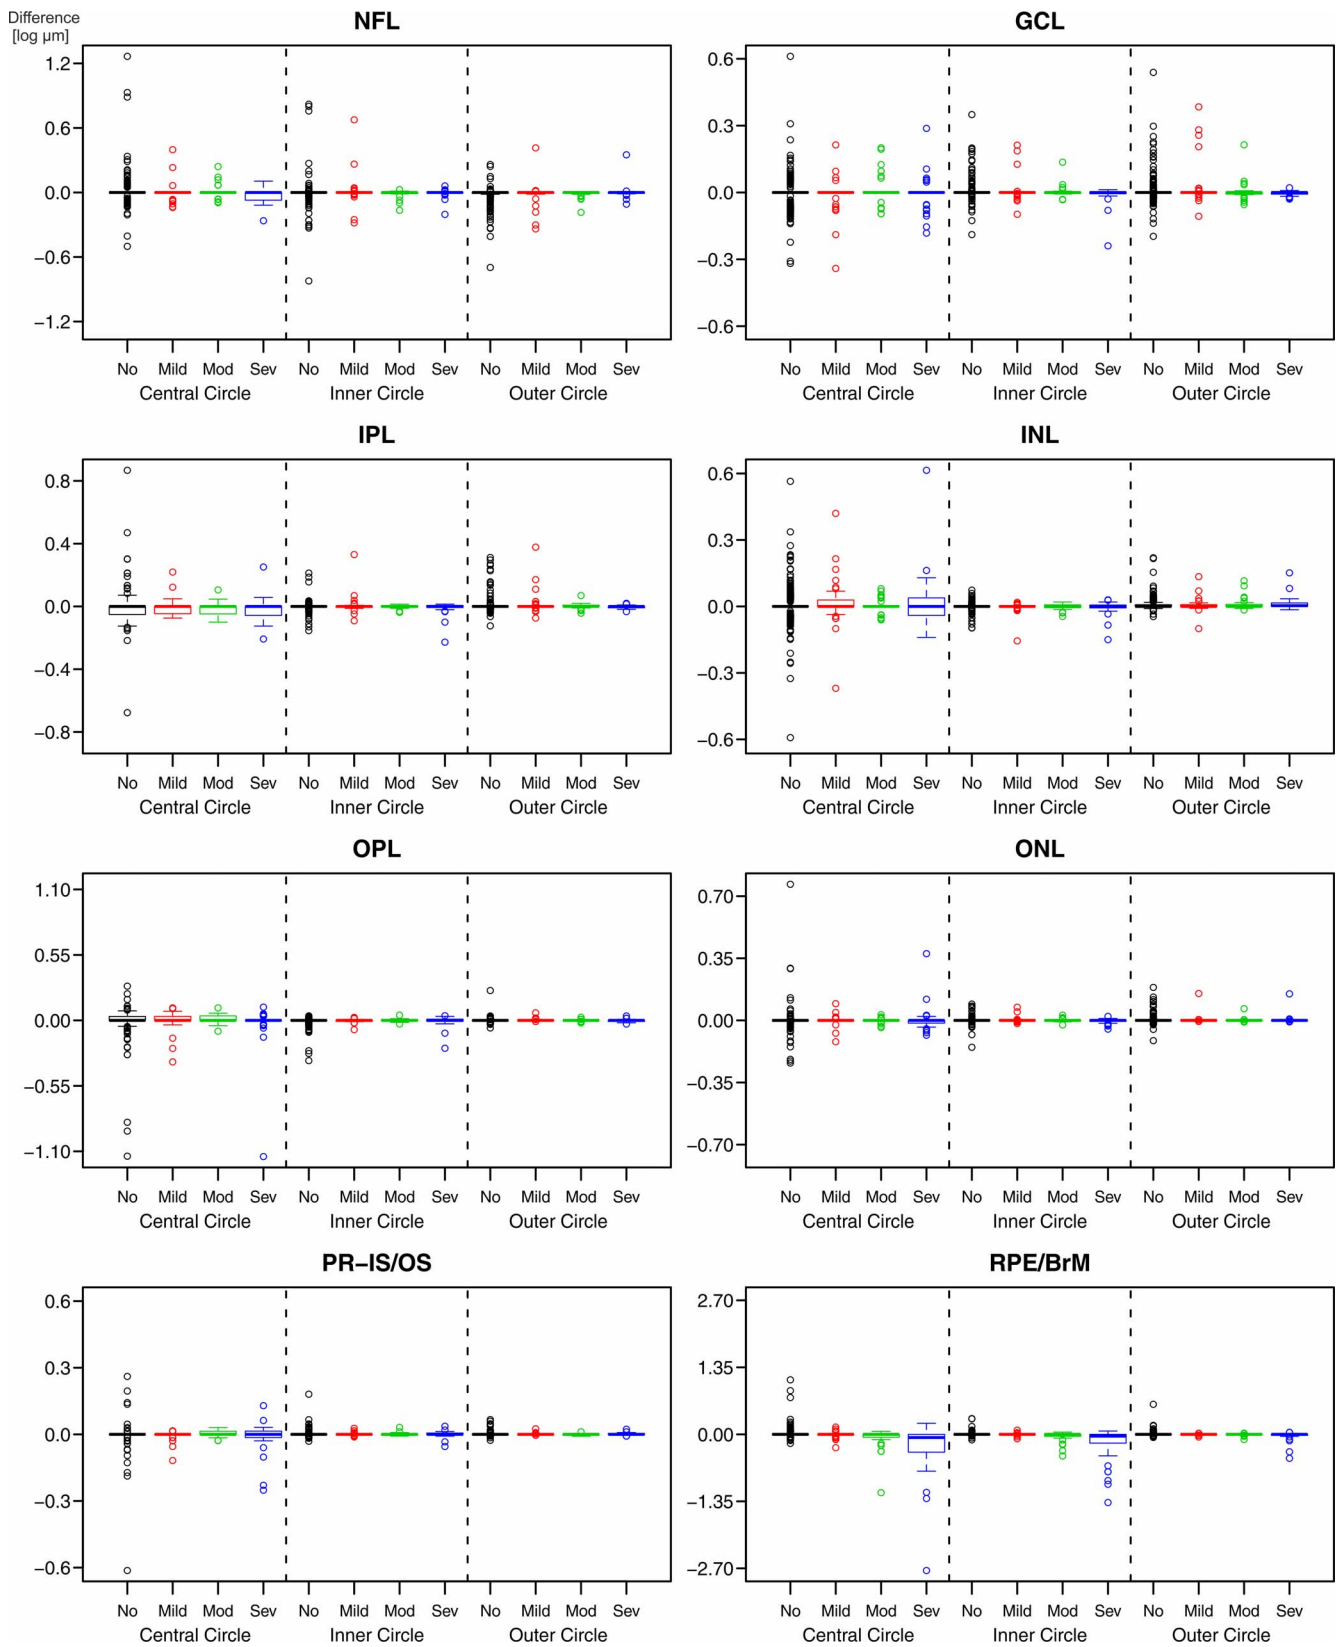 Difference
[log µm]
NFL
1.2
0.6
0.0
−0.6
−1.2
No Mild Mod Sev No Mild Mod Sev No Mild Mod Sev
Central Circle Inner Circle Outer Circle
GCL
0.6
0.3
0.0
−0.3
−0.6
No Mild Mod Sev No Mild Mod Sev No Mild Mod Sev
Central Circle Inner Circle Outer Circle
IPL
0.8
0.4
0.0
−0.4
−0.8
No Mild Mod Sev No Mild Mod Sev No Mild Mod Sev
Central Circle Inner Circle Outer Circle
INL
0.6
0.3
0.0
−0.3
−0.6
No Mild Mod Sev No Mild Mod Sev No Mild Mod Sev
Central Circle Inner Circle Outer Circle
OPL
1.10
0.55
0.00
−0.55
−1.10
No Mild Mod Sev No Mild Mod Sev No Mild Mod Sev
Central Circle Inner Circle Outer Circle
ONL
0.70
0.35
0.00
−0.35
−0.70
No Mild Mod Sev No Mild Mod Sev No Mild Mod Sev
Central Circle Inner Circle Outer Circle
PR−IS/OS
0.6
0.3
0.0
−0.3
−0.6
No Mild Mod Sev No Mild Mod Sev No Mild Mod Sev
Central Circle Inner Circle Outer Circle
RPE/BrM
2.70
1.35
0.00
−1.35
−2.70
No Mild Mod Sev No Mild Mod Sev No Mild Mod Sev
Central Circle Inner Circle Outer Circle